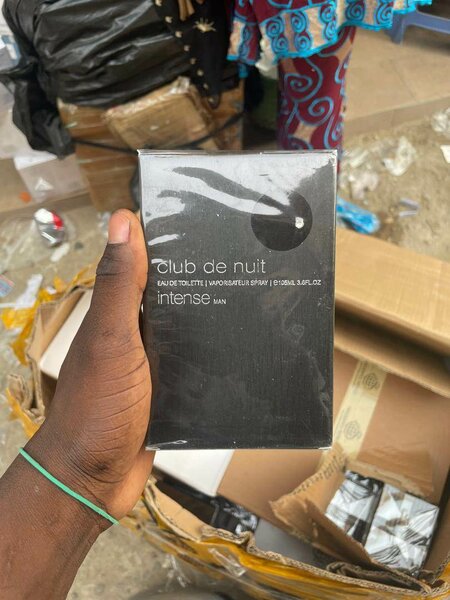 club de nuit
EAU DE TOILETTE | VAPORISATEUR SPRAY | ℮105ML 3.6FL.OZ
intense MAN